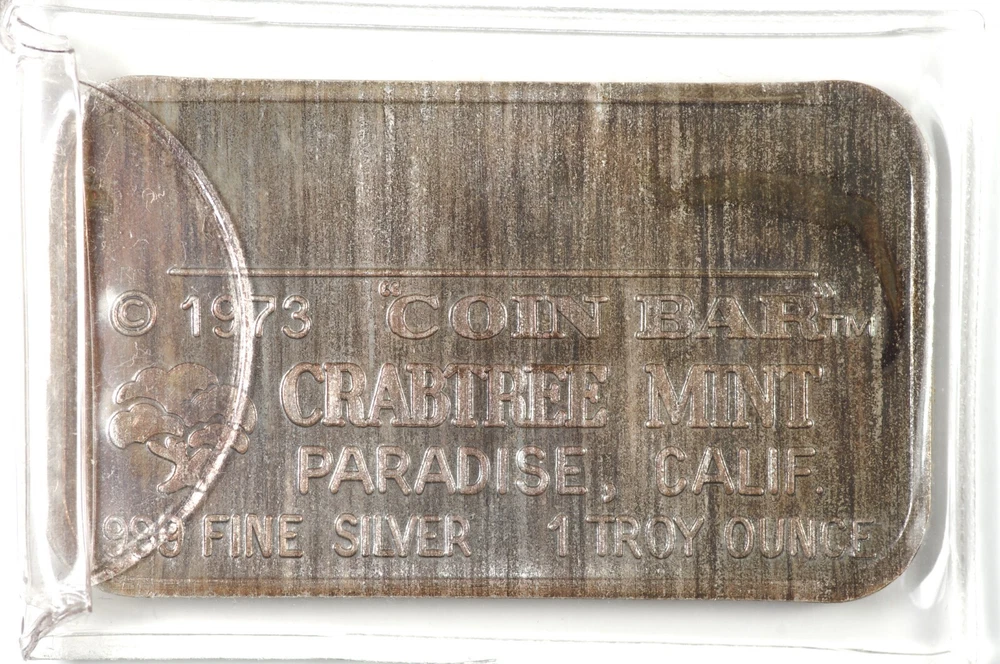 © 1973 "COIN BAR"™
CRABTREE MINT
PARADISE, CALIF.
999 FINE SILVER 1 TROY OUNCE